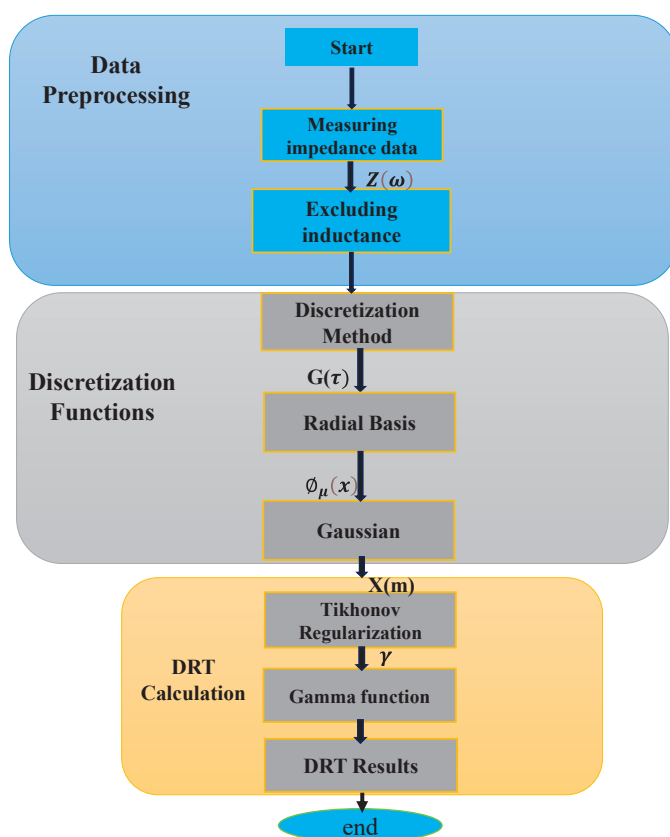 Start
Data
Preprocessing
Measuring
impedance data
Z(ω)
Excluding
inductance
Discretization
Method
G(τ)
Discretization
Functions
Radial Basis
∅μ(x)
Gaussian
X(m)
Tikhonov
Regularization
γ
DRT
Calculation
Gamma function
DRT Results
end